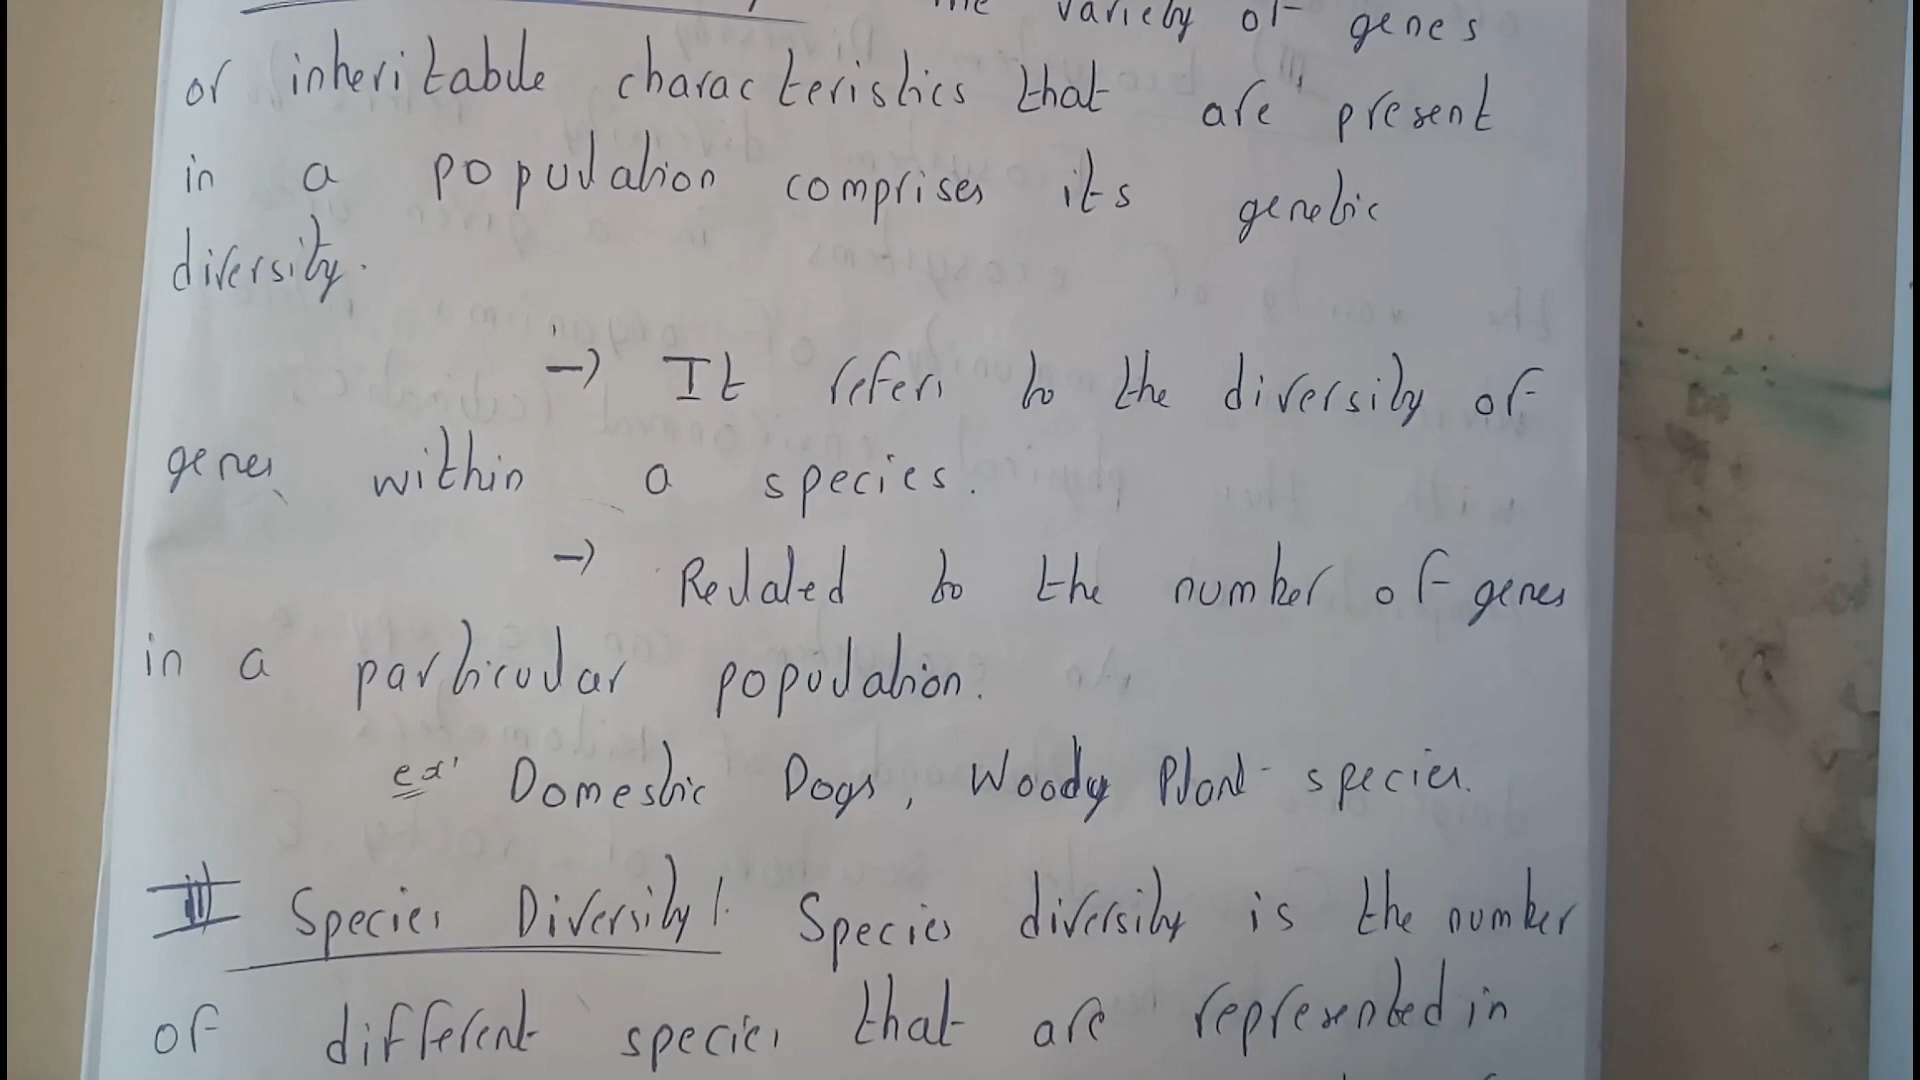 variety of genes
or inheritable characteristics that are present
in a population comprises its genetic
diversity.
→ It refers to the diversity of
genes within a species.
→ Related to the number of genes
in a particular population.
ex' Domestic Dogs, Woody Plant species.
II Species Diversity!. Species diversity is the number
of different species that are represented in